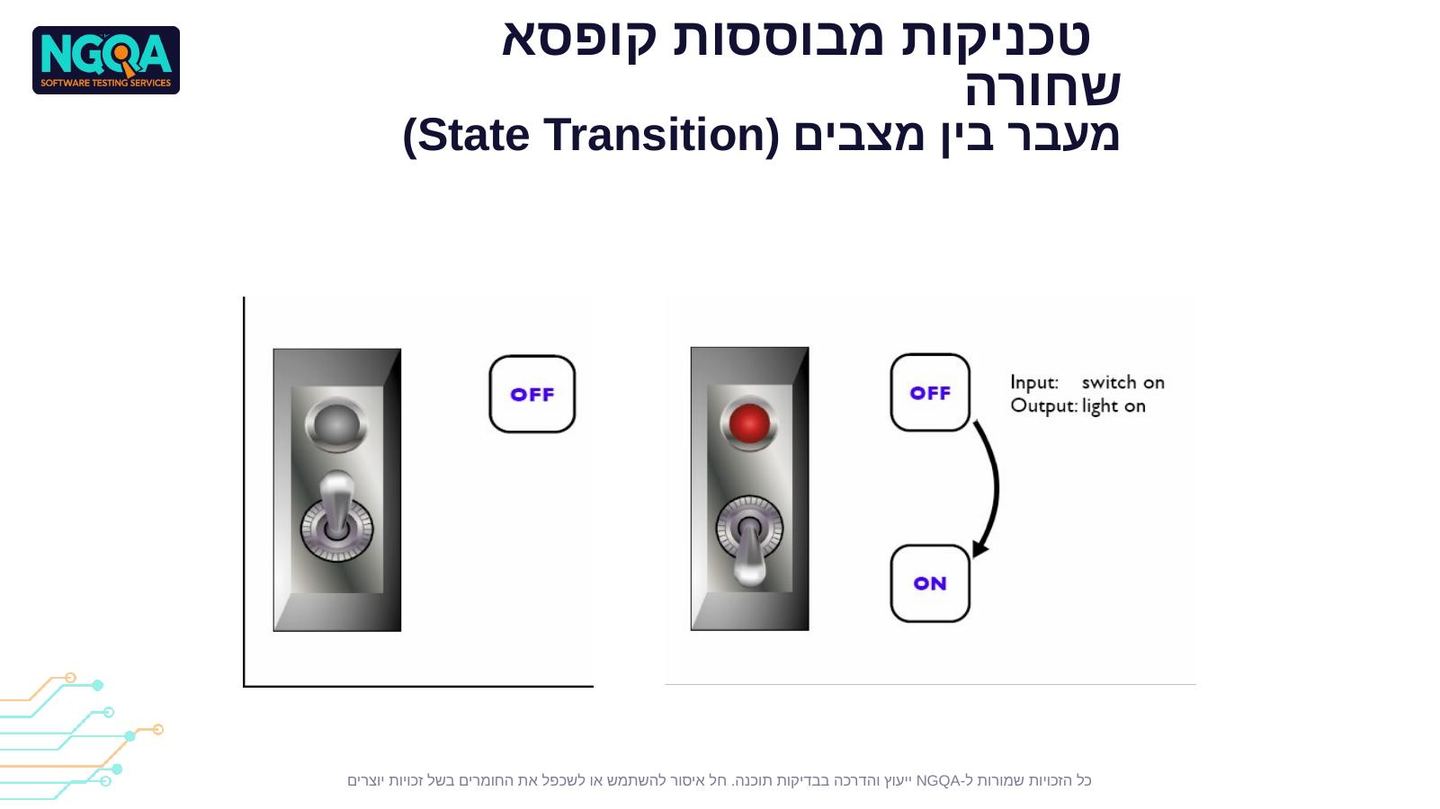 NGQA
SOFTWARE TESTING SERVICES
טכניקות מבוססות קופסא
שחורה
מעבר בין מצבים (State Transition)
OFF
OFF
Input: switch on
Output: light on
ON
כל הזכויות שמורות ל-NGQA ייעוץ והדרכה בבדיקות תוכנה. חל איסור להשתמש או לשכפל את החומרים בשל זכויות יוצרים